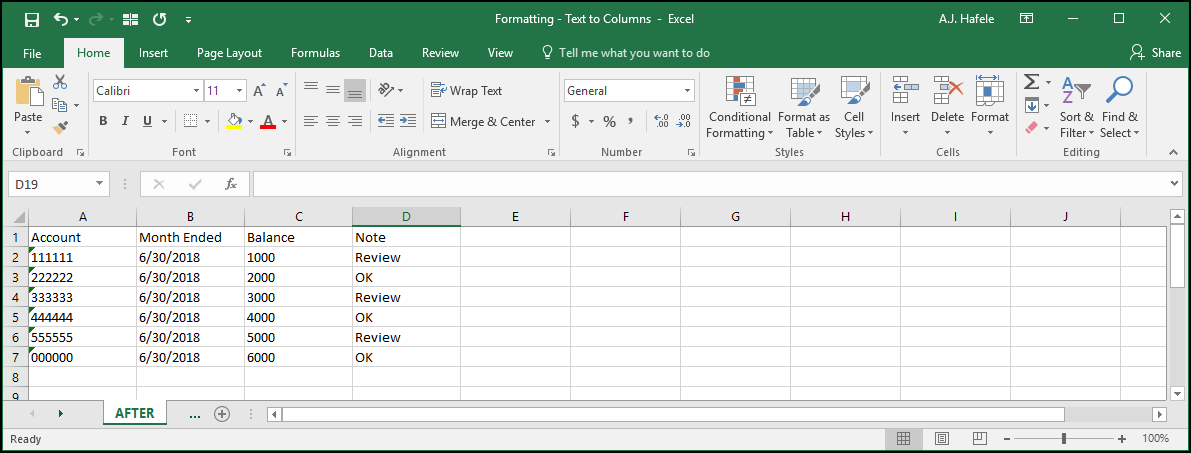 Formatting - Text to Columns - Excel A.J. Hafele
File Home Insert Page Layout Formulas Data Review View Tell me what you want to do Share
Calibri 11 Wrap Text General
Paste B I U Merge & Center $ % , .00 .0 Conditional Formatting Format as Table Cell Styles Insert Delete Format Sort & Filter Find & Select
Clipboard Font Alignment Number Styles Cells Editing
D19 fx
A B C D E F G H I J
1 Account Month Ended Balance Note
2 111111 6/30/2018 1000 Review
3 222222 6/30/2018 2000 OK
4 333333 6/30/2018 3000 Review
5 444444 6/30/2018 4000 OK
6 555555 6/30/2018 5000 Review
7 000000 6/30/2018 6000 OK
8
9
AFTER ...
Ready 100%